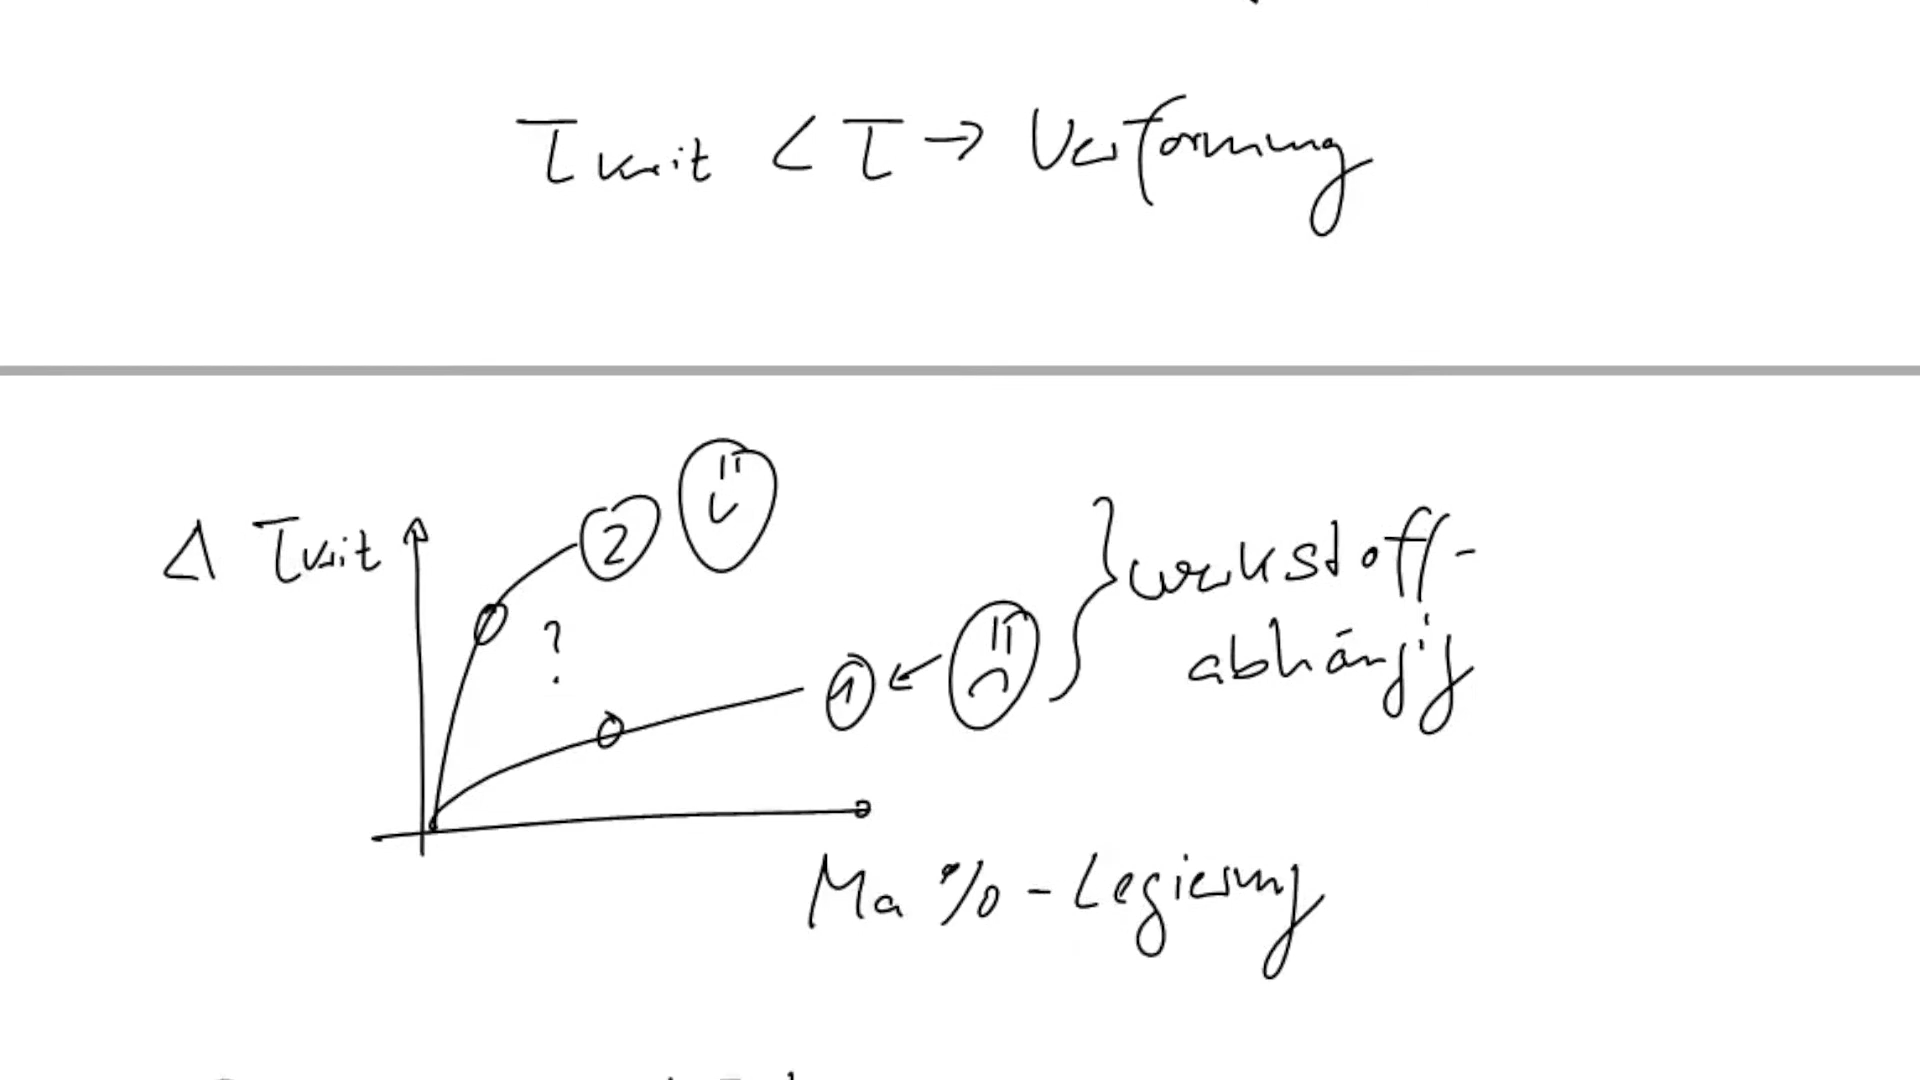 τkrit < τ → Verformung
Δ τkrit
2
?
1
werkstoff-
abhängig
Ma % - Legierung